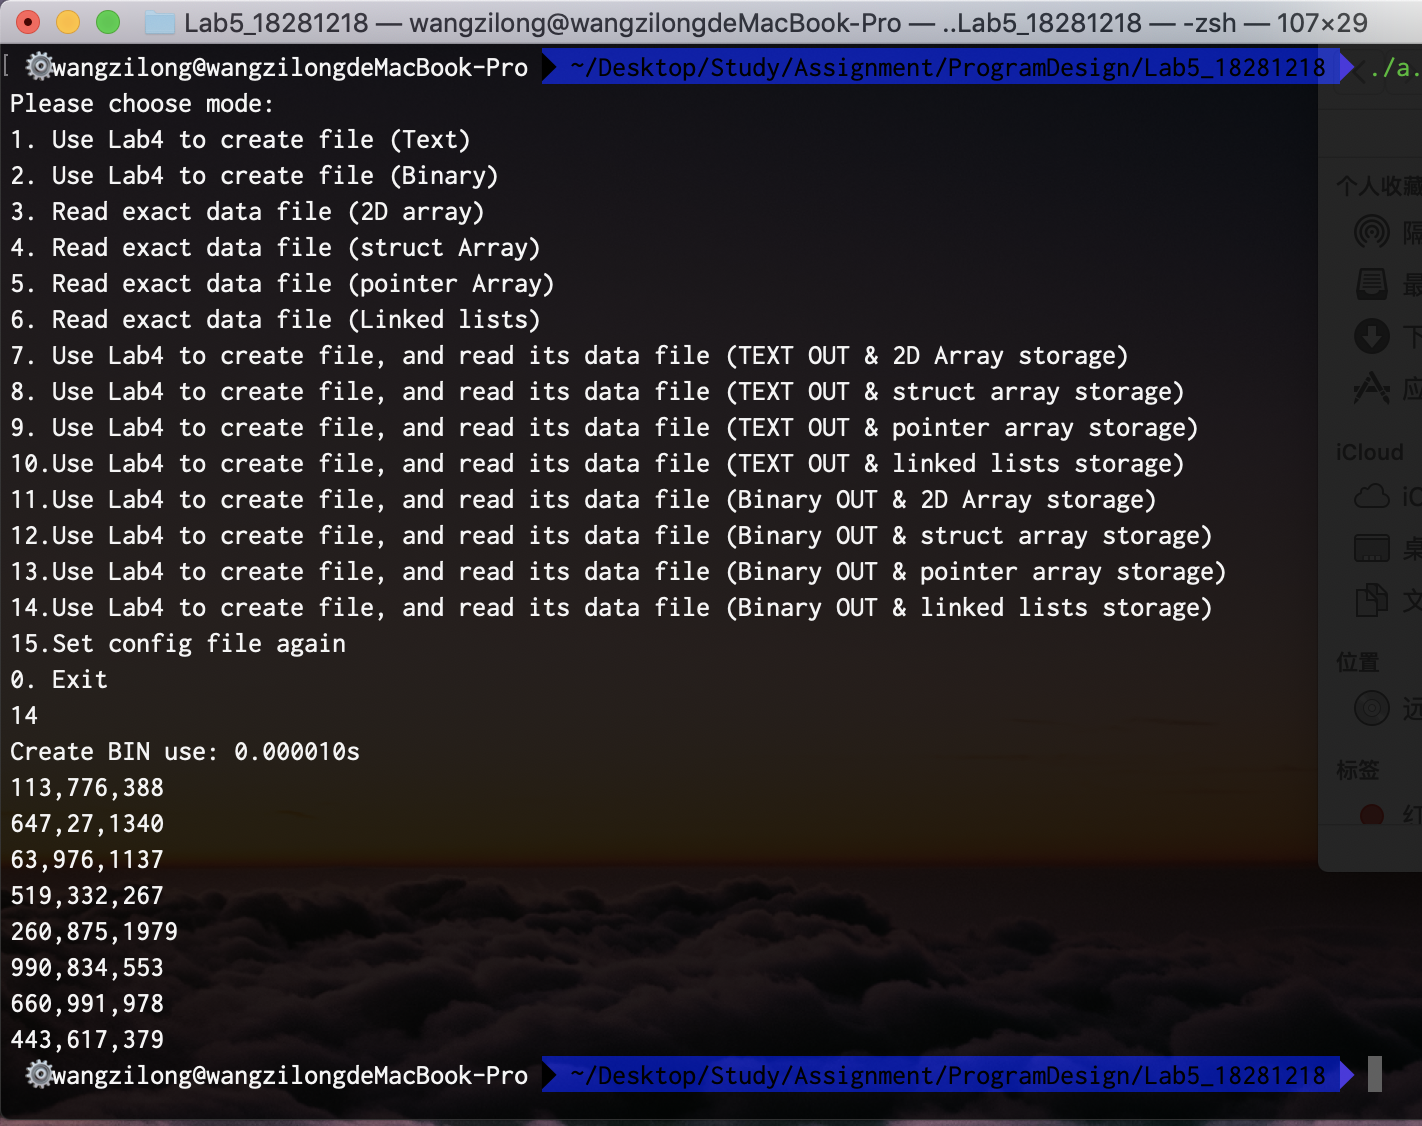 Lab5_18281218 — wangzilong@wangzilongdeMacBook-Pro — ..Lab5_18281218 — -zsh — 107×29
wangzilong@wangzilongdeMacBook-Pro ~/Desktop/Study/Assignment/ProgramDesign/Lab5_18281218 ./a.
Please choose mode:
1. Use Lab4 to create file (Text)
2. Use Lab4 to create file (Binary)
3. Read exact data file (2D array)
4. Read exact data file (struct Array)
5. Read exact data file (pointer Array)
6. Read exact data file (Linked lists)
7. Use Lab4 to create file, and read its data file (TEXT OUT & 2D Array storage)
8. Use Lab4 to create file, and read its data file (TEXT OUT & struct array storage)
9. Use Lab4 to create file, and read its data file (TEXT OUT & pointer array storage)
10.Use Lab4 to create file, and read its data file (TEXT OUT & linked lists storage)
11.Use Lab4 to create file, and read its data file (Binary OUT & 2D Array storage)
12.Use Lab4 to create file, and read its data file (Binary OUT & struct array storage)
13.Use Lab4 to create file, and read its data file (Binary OUT & pointer array storage)
14.Use Lab4 to create file, and read its data file (Binary OUT & linked lists storage)
15.Set config file again
0. Exit
14
Create BIN use: 0.000010s
113,776,388
647,27,1340
63,976,1137
519,332,267
260,875,1979
990,834,553
660,991,978
443,617,379
wangzilong@wangzilongdeMacBook-Pro ~/Desktop/Study/Assignment/ProgramDesign/Lab5_18281218
个人收藏
隔
最
下
应
iCloud
iC
桌
文
位置
远
标签
红